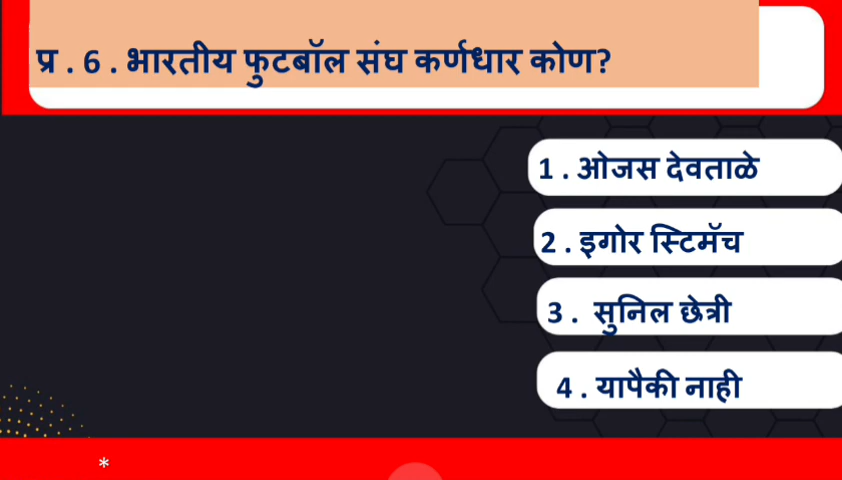 प्र . 6 . भारतीय फुटबॉल संघ कर्णधार कोण?
1 . ओजस देवताळे
2 . इगोर स्टिमॅच
3 . सुनिल छेत्री
4 . यापैकी नाही
*